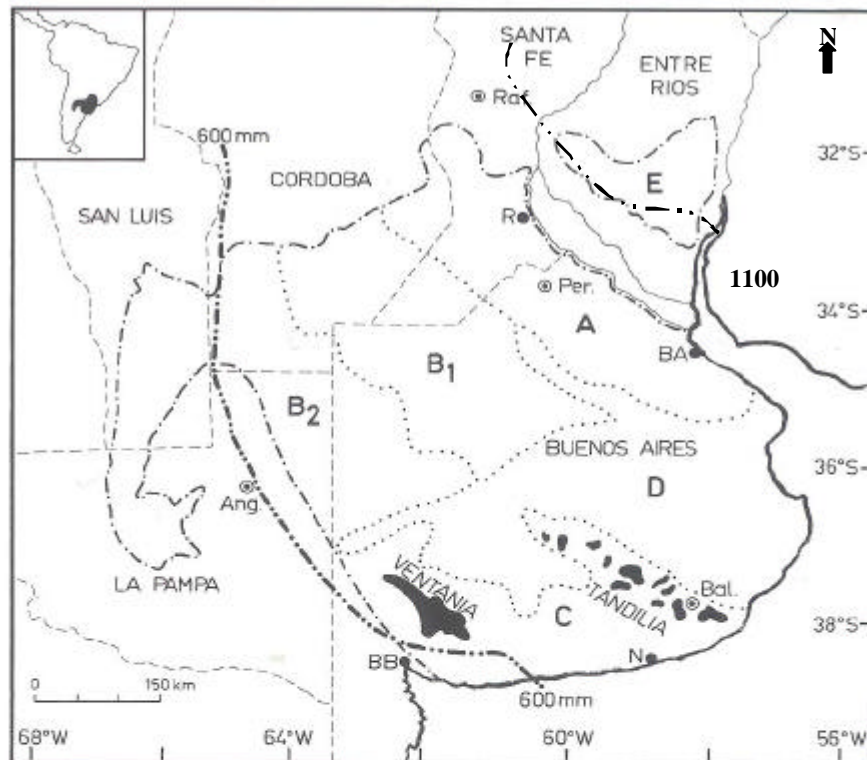 N
SANTA
FE
ENTRE
RIOS
Raf.
600 mm
32°S
CORDOBA
E
SAN LUIS
R
1100
Per.
34°S
A
BA
B1
B2
BUENOS AIRES
36°S
D
Ang.
LA PAMPA
VENTANIA
TANDILIA
Bal.
C
38°S
BB
N
0 150 km
600 mm
68°W 64°W 60°W 56°W